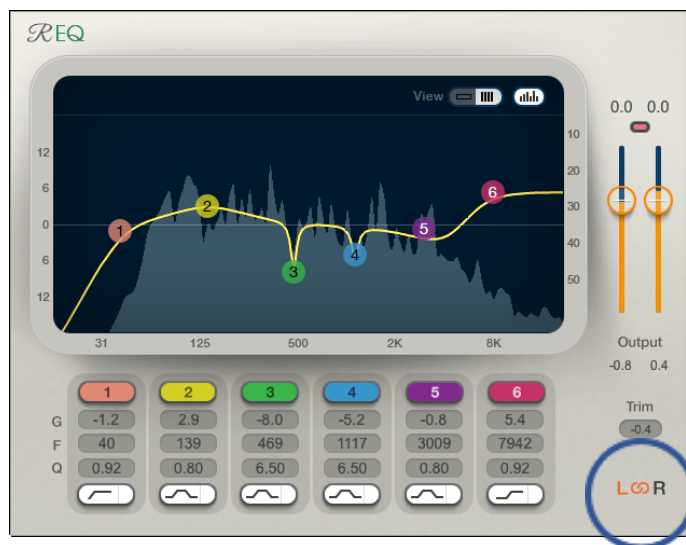 REQ
View
0.0 0.0
12
6
0
6
12
10
20
30
40
50
1
2
3
4
5
6
31 125 500 2K 8K
Output
-0.8 0.4
Trim
-0.4
L R
1 2 3 4 5 6
G -1.2 2.9 -8.0 -5.2 -0.8 5.4
F 40 139 469 1117 3009 7942
Q 0.92 0.80 6.50 6.50 0.80 0.92